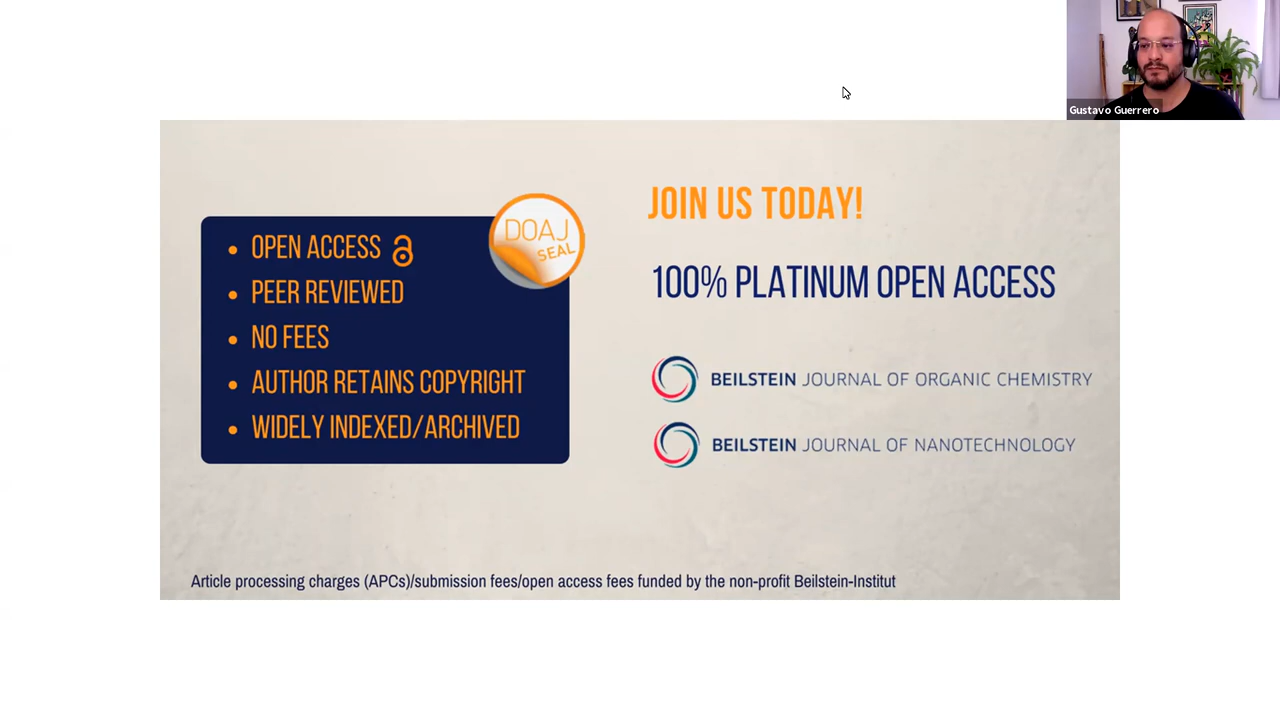 Gustavo Guerrero
DOAJ
SEAL
OPEN ACCESS
PEER REVIEWED
NO FEES
AUTHOR RETAINS COPYRIGHT
WIDELY INDEXED/ARCHIVED
JOIN US TODAY!
100% PLATINUM OPEN ACCESS
BEILSTEIN JOURNAL OF ORGANIC CHEMISTRY
BEILSTEIN JOURNAL OF NANOTECHNOLOGY
Article processing charges (APCs)/submission fees/open access fees funded by the non-profit Beilstein-Institut